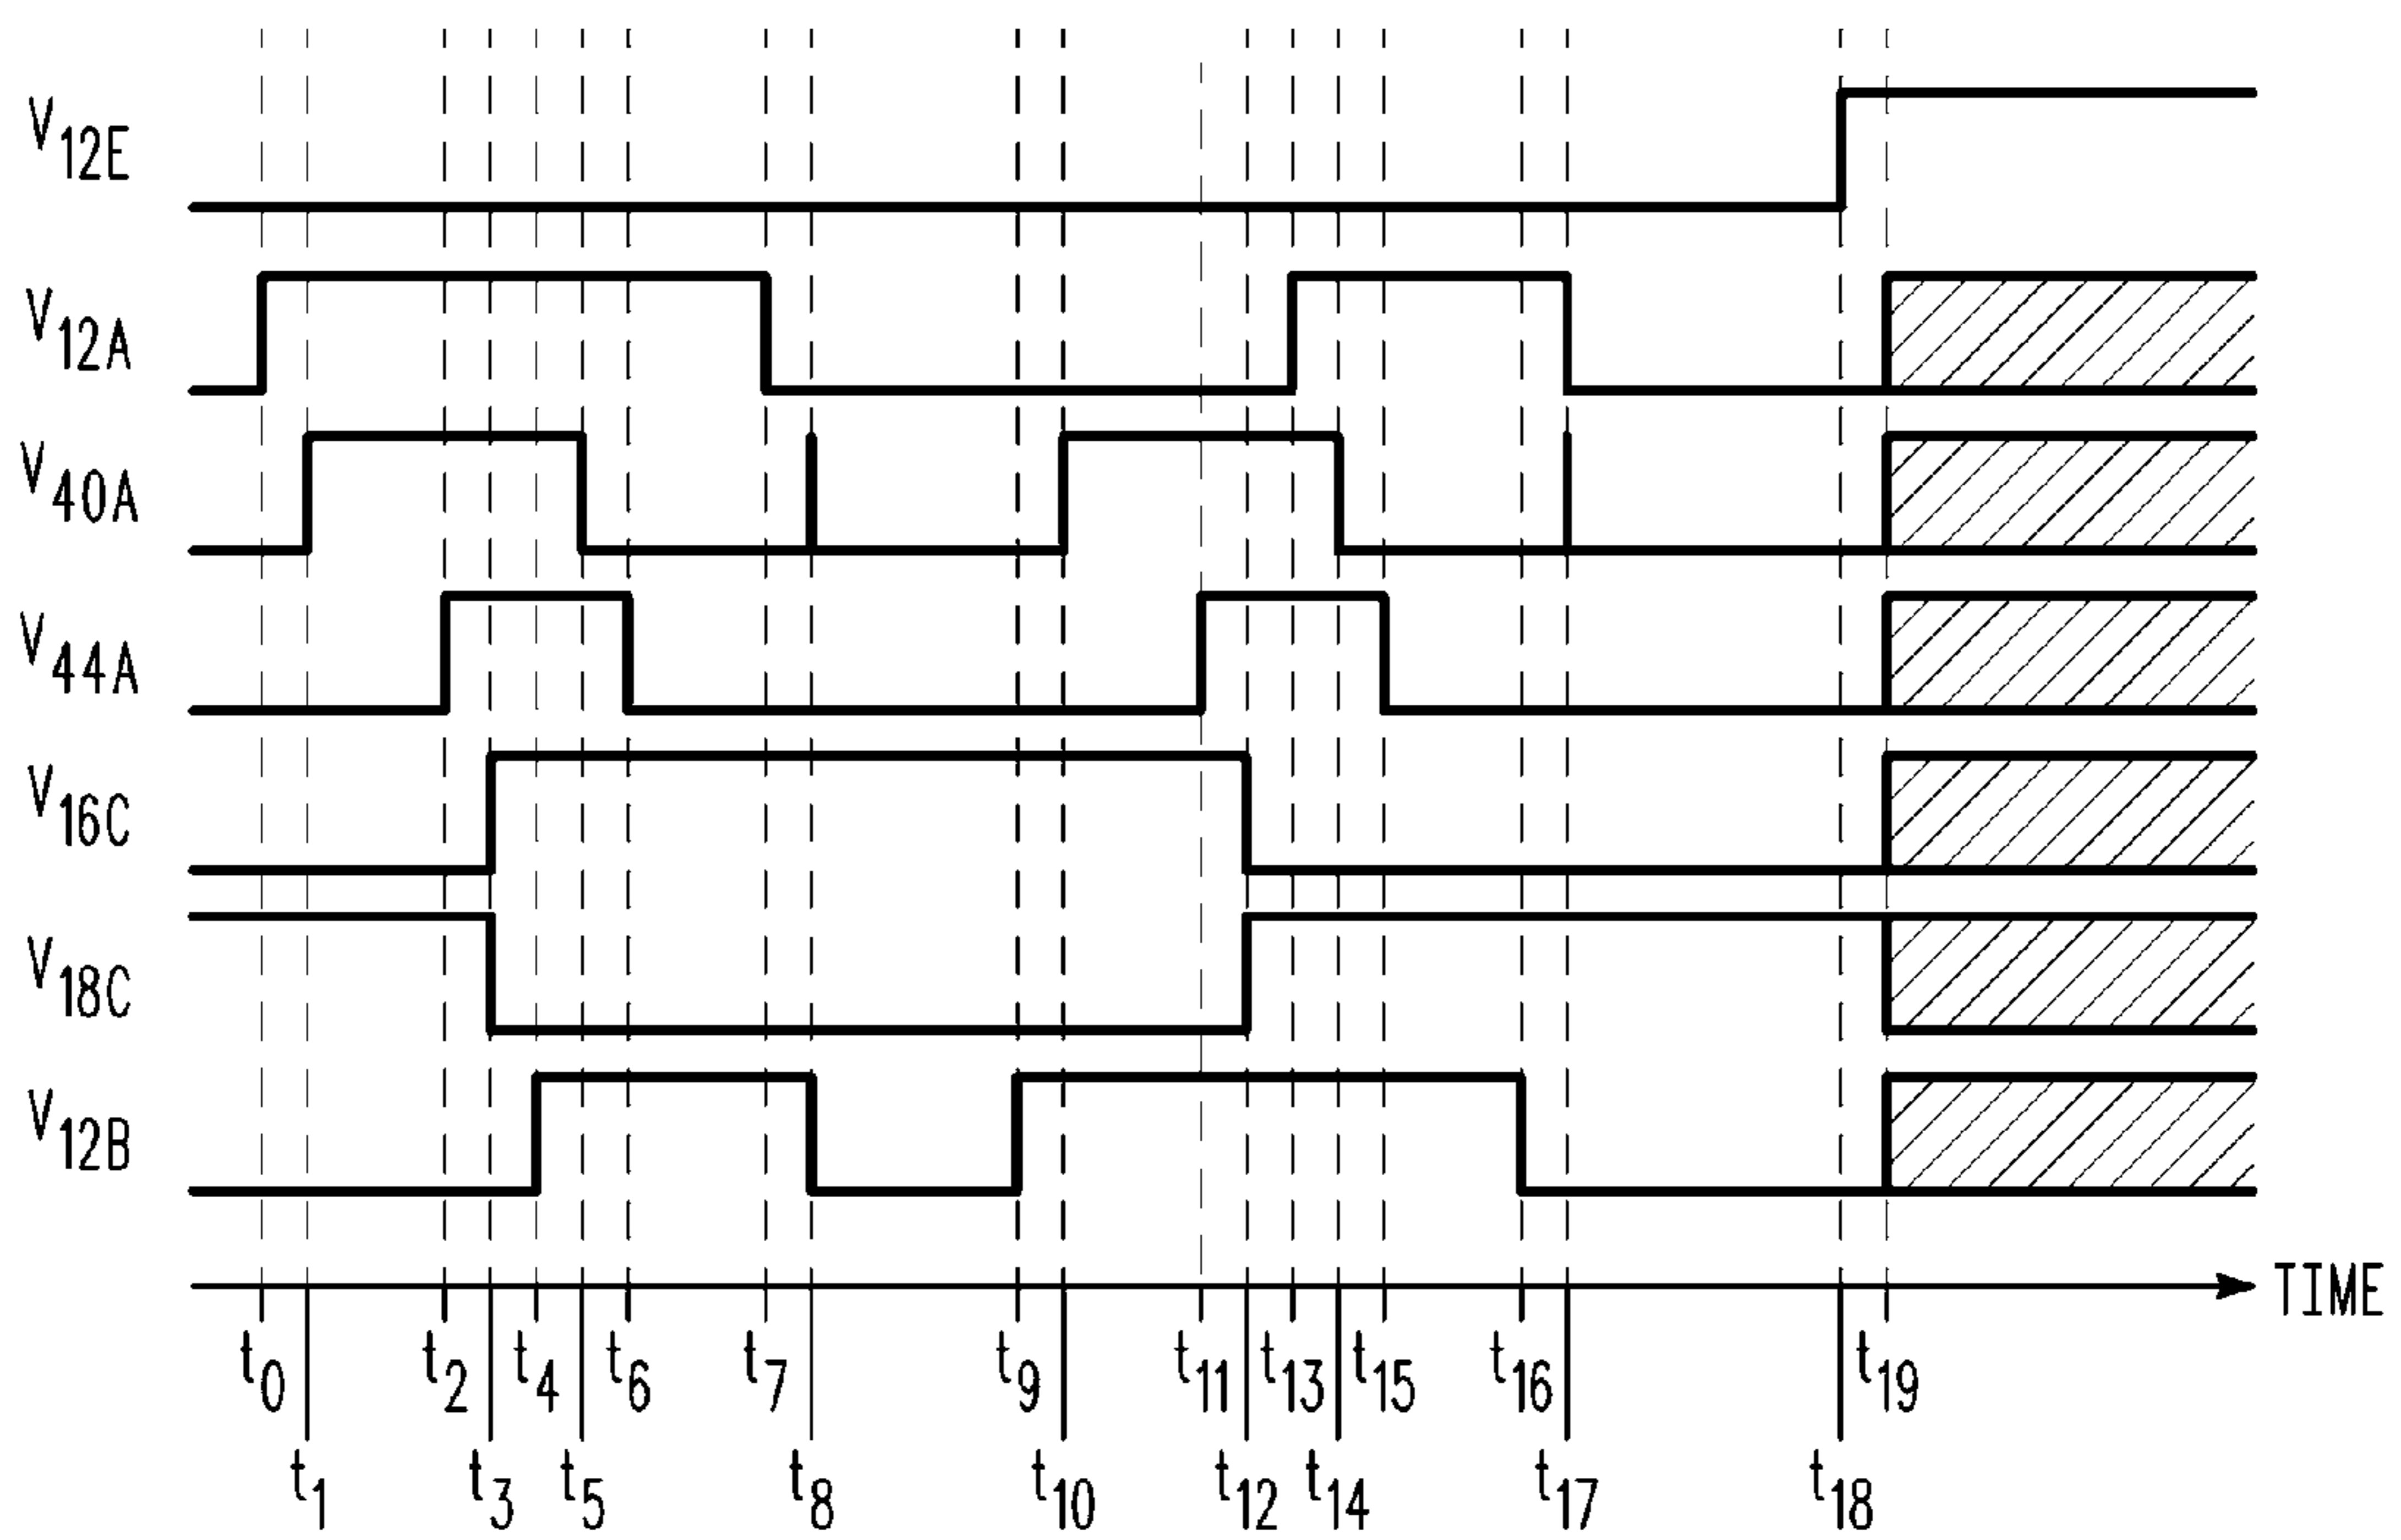 V12E
V12A
V40A
V44A
V16C
V18C
V12B
TIME
t0 t2 t4 t6 t7 t9 t11 t13 t15 t16 t19
t1 t3 t5 t8 t10 t12 t14 t17 t18